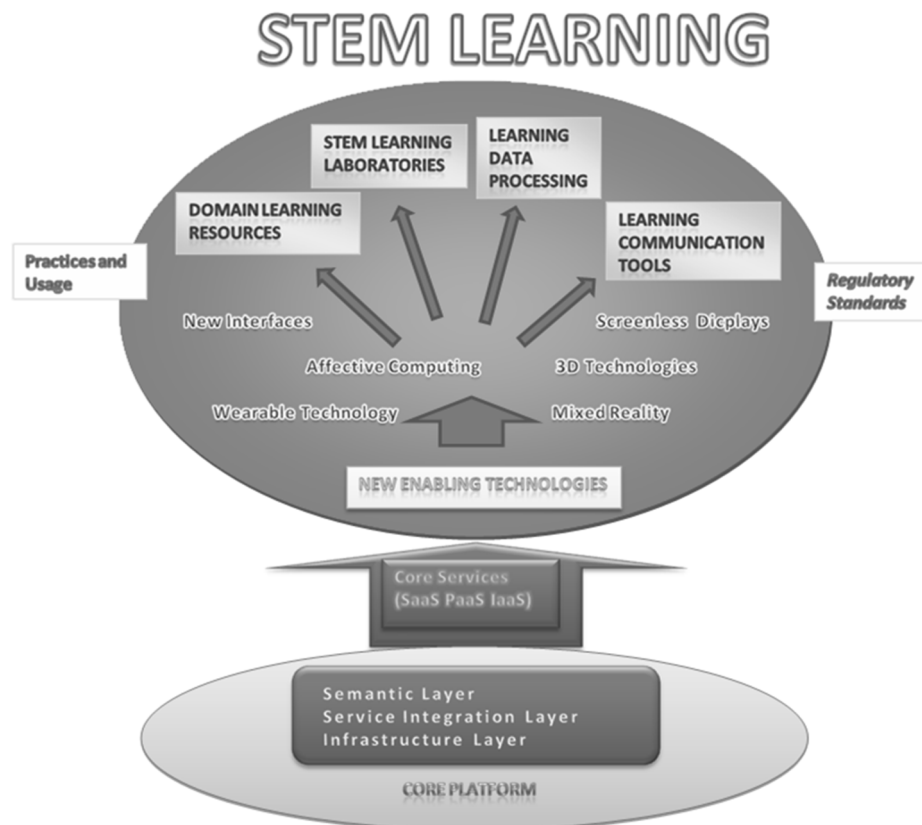 STEM LEARNING
STEM LEARNING
LABORATORIES
LEARNING
DATA
PROCESSING
DOMAIN LEARNING
RESOURCES
LEARNING
COMMUNICATION
TOOLS
Practices and
Usage
Regulatory
Standards
New Interfaces
Screenless Dicplays
Affective Computing
3D Technologies
Wearable Technology
Mixed Reality
NEW ENABLING TECHNOLOGIES
Core Services
(SaaS PaaS IaaS)
Semantic Layer
Service Integration Layer
Infrastructure Layer
CORE PLATFORM